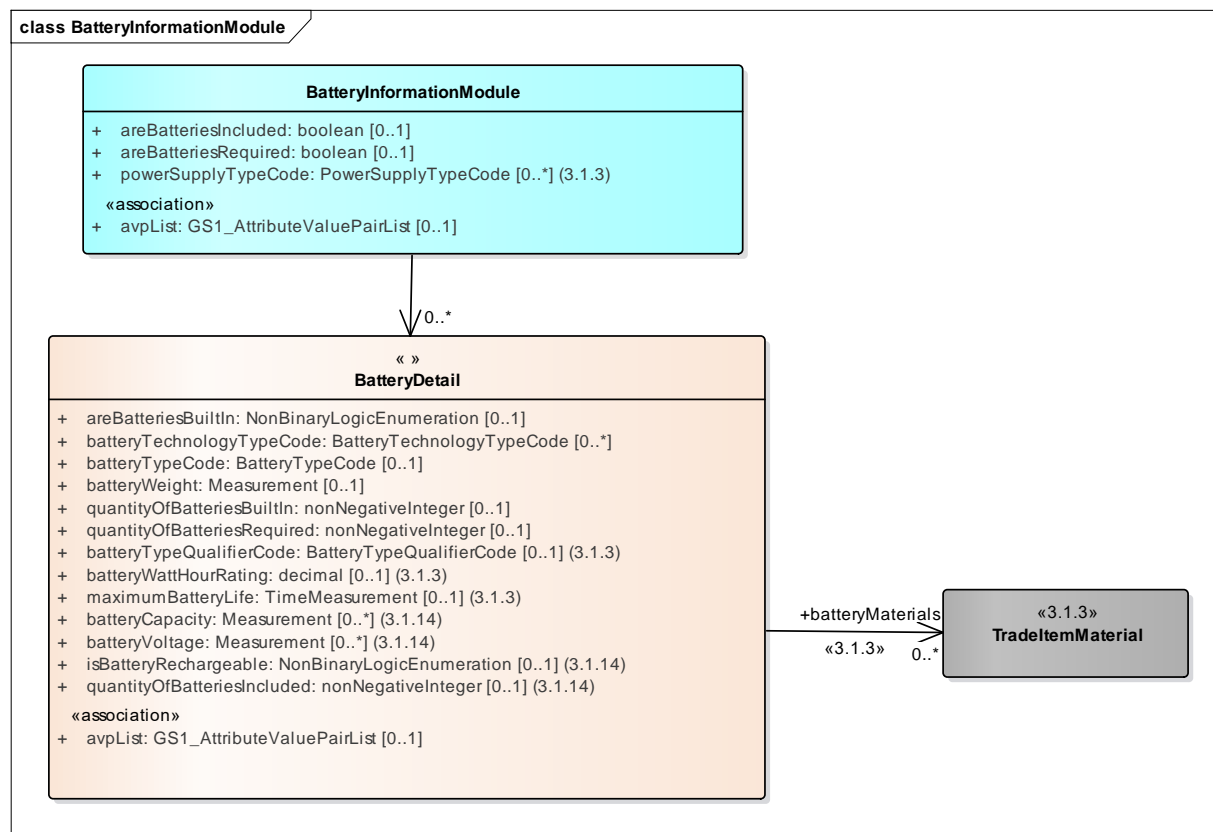 class BatteryInformationModule
BatteryInformationModule
+ areBatteriesIncluded: boolean [0..1]
+ areBatteriesRequired: boolean [0..1]
+ powerSupplyTypeCode: PowerSupplyTypeCode [0..*] (3.1.3)
«association»
+ avpList: GS1_AttributeValuePairList [0..1]
0..*
« »
BatteryDetail
+ areBatteriesBuiltIn: NonBinaryLogicEnumeration [0..1]
+ batteryTechnologyTypeCode: BatteryTechnologyTypeCode [0..*]
+ batteryTypeCode: BatteryTypeCode [0..1]
+ batteryWeight: Measurement [0..1]
+ quantityOfBatteriesBuiltIn: nonNegativeInteger [0..1]
+ quantityOfBatteriesRequired: nonNegativeInteger [0..1]
+ batteryTypeQualifierCode: BatteryTypeQualifierCode [0..1] (3.1.3)
+ batteryWattHourRating: decimal [0..1] (3.1.3)
+ maximumBatteryLife: TimeMeasurement [0..1] (3.1.3)
+ batteryCapacity: Measurement [0..*] (3.1.14)
+ batteryVoltage: Measurement [0..*] (3.1.14)
+ isBatteryRechargeable: NonBinaryLogicEnumeration [0..1] (3.1.14)
+ quantityOfBatteriesIncluded: nonNegativeInteger [0..1] (3.1.14)
«association»
+ avpList: GS1_AttributeValuePairList [0..1]
+batteryMaterials
«3.1.3»
0..*
«3.1.3»
TradeItemMaterial